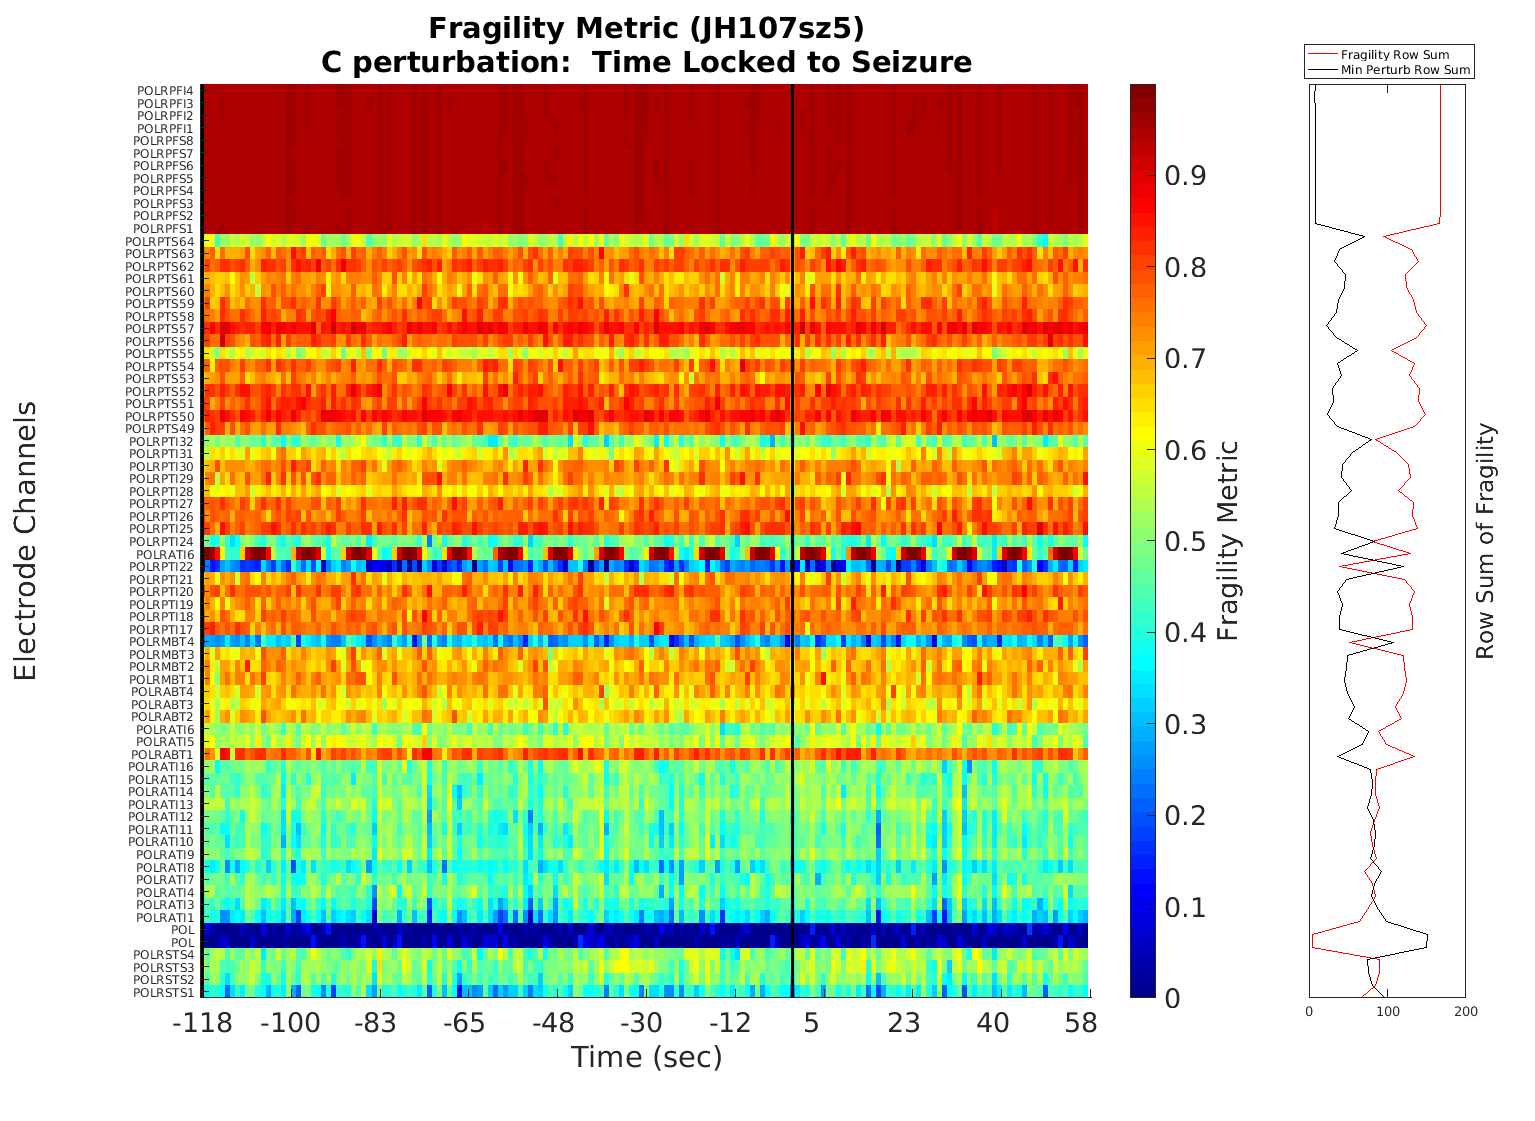 Fragility Metric (JH107sz5)
C perturbation:  Time Locked to Seizure
Electrode Channels
POLRPFI4
POLRPFI3
POLRPFI2
POLRPFI1
POLRPFS8
POLRPFS7
POLRPFS6
POLRPFS5
POLRPFS4
POLRPFS3
POLRPFS2
POLRPFS1
POLRPTS64
POLRPTS63
POLRPTS62
POLRPTS61
POLRPTS60
POLRPTS59
POLRPTS58
POLRPTS57
POLRPTS56
POLRPTS55
POLRPTS54
POLRPTS53
POLRPTS52
POLRPTS51
POLRPTS50
POLRPTS49
POLRPTI32
POLRPTI31
POLRPTI30
POLRPTI29
POLRPTI28
POLRPTI27
POLRPTI26
POLRPTI25
POLRPTI24
POLRATI6
POLRPTI22
POLRPTI21
POLRPTI20
POLRPTI19
POLRPTI18
POLRPTI17
POLRMBT4
POLRMBT3
POLRMBT2
POLRMBT1
POLRABT4
POLRABT3
POLRABT2
POLRATI6
POLRATI5
POLRABT1
POLRATI16
POLRATI15
POLRATI14
POLRATI13
POLRATI12
POLRATI11
POLRATI10
POLRATI9
POLRATI8
POLRATI7
POLRATI4
POLRATI3
POLRATI1
POL
POL
POLRSTS4
POLRSTS3
POLRSTS2
POLRSTS1
-118 -100 -83 -65 -48 -30 -12 5 23 40 58
Time (sec)
0.9
0.8
0.7
0.6
0.5
0.4
0.3
0.2
0.1
0
Fragility Metric
Fragility Row Sum
Min Perturb Row Sum
0 100 200
Row Sum of Fragility